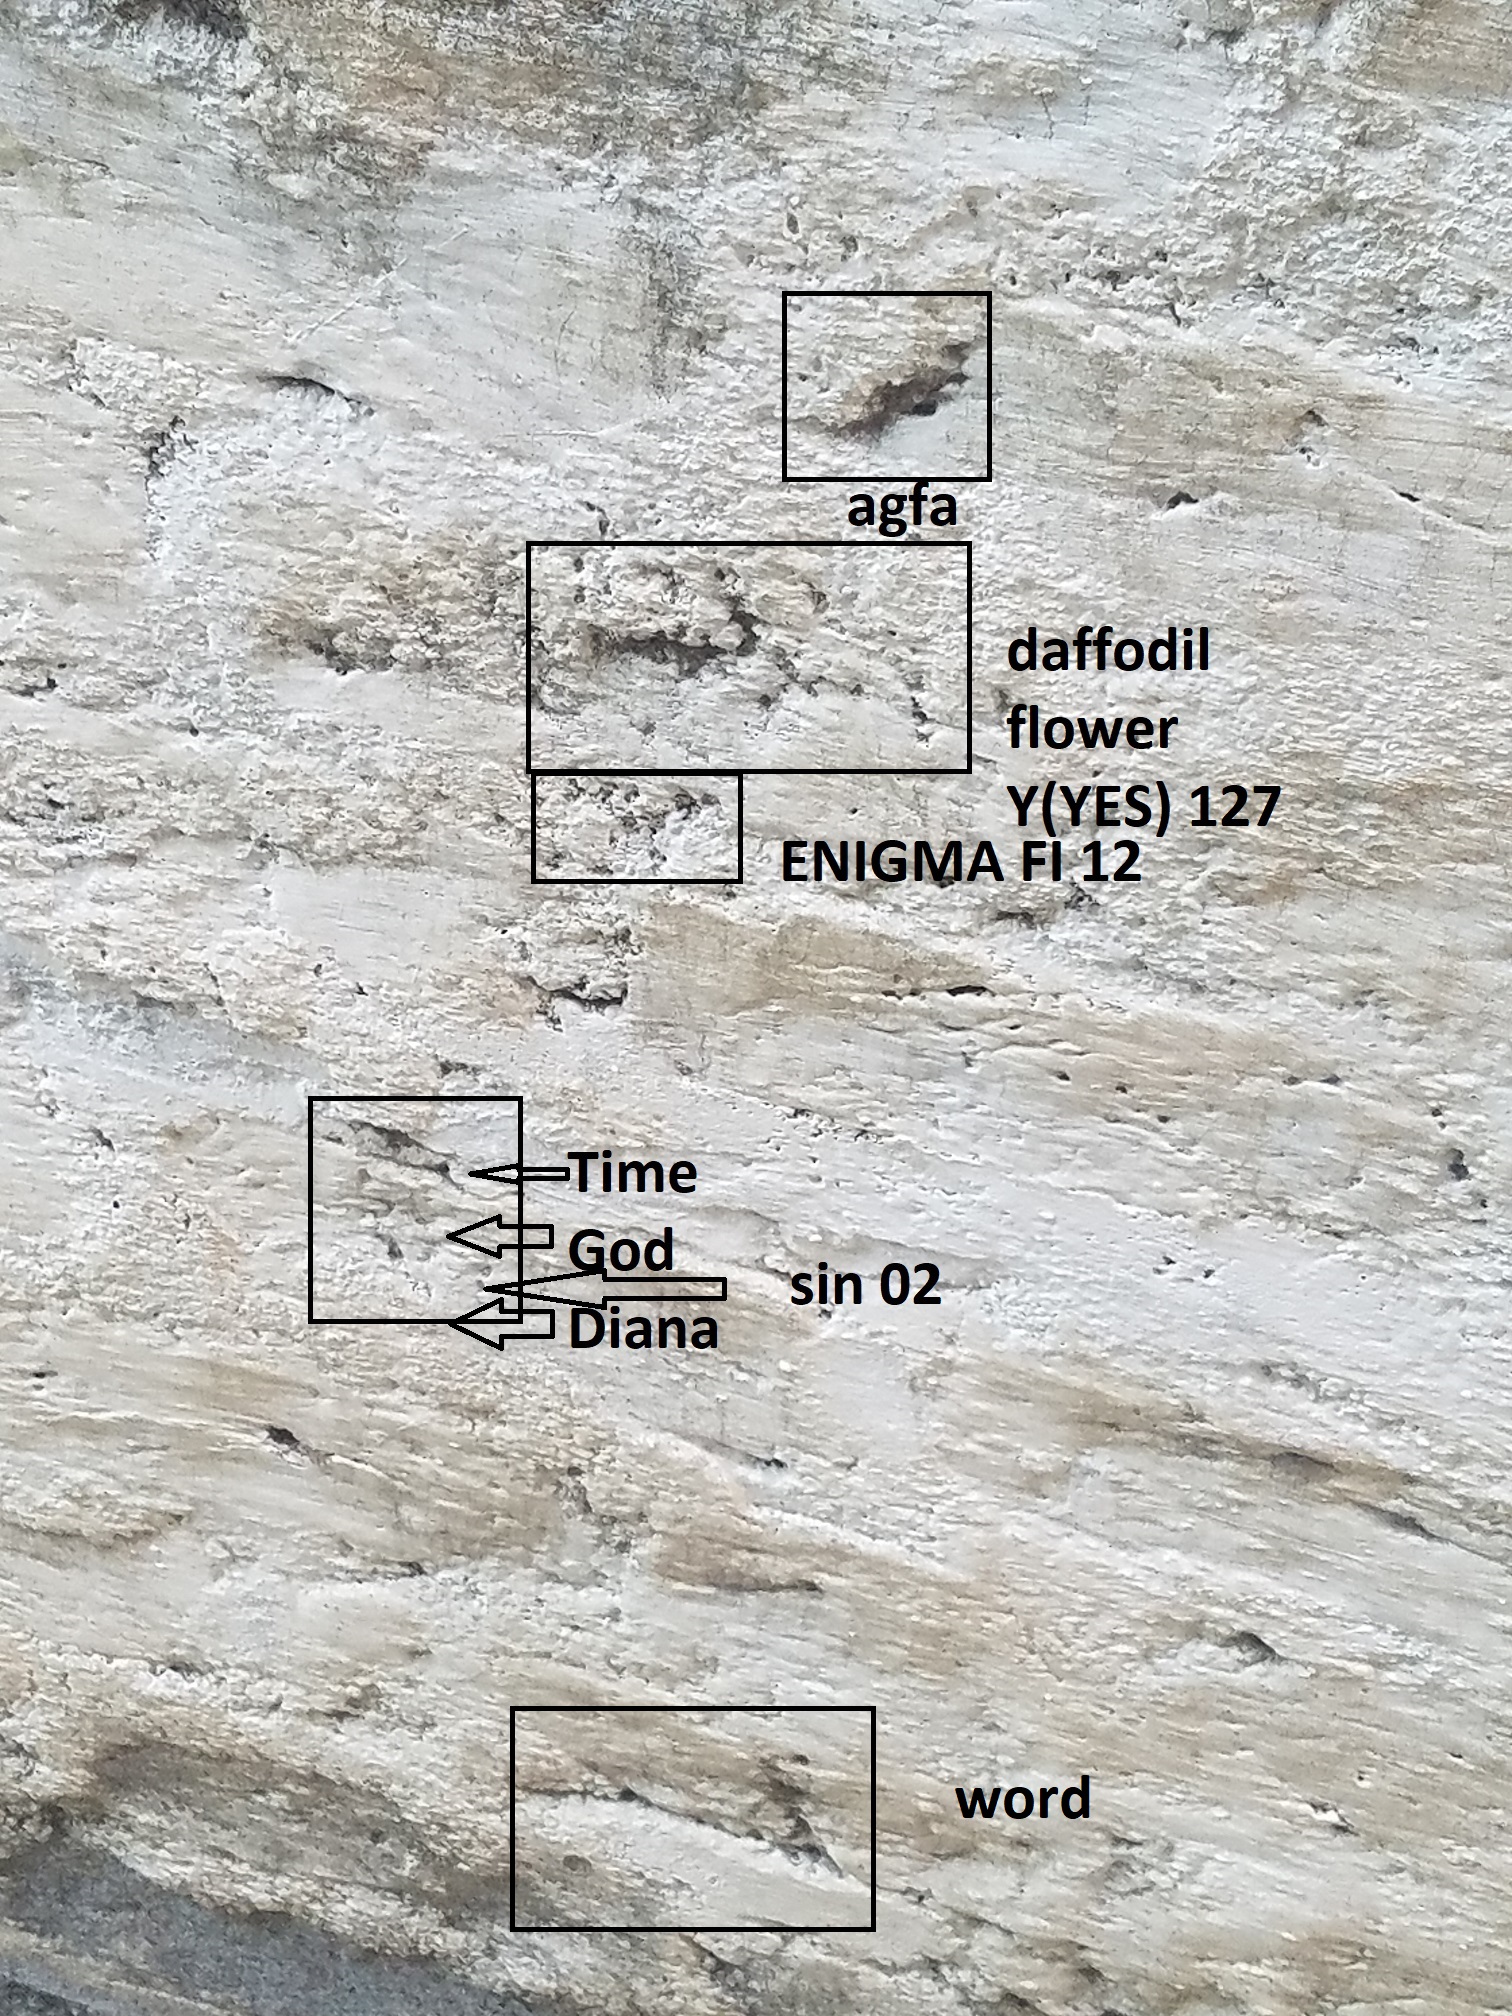 agfa
daffodil
flower
Y(YES) 127
ENIGMA FI 12
Time
God
sin 02
Diana
word